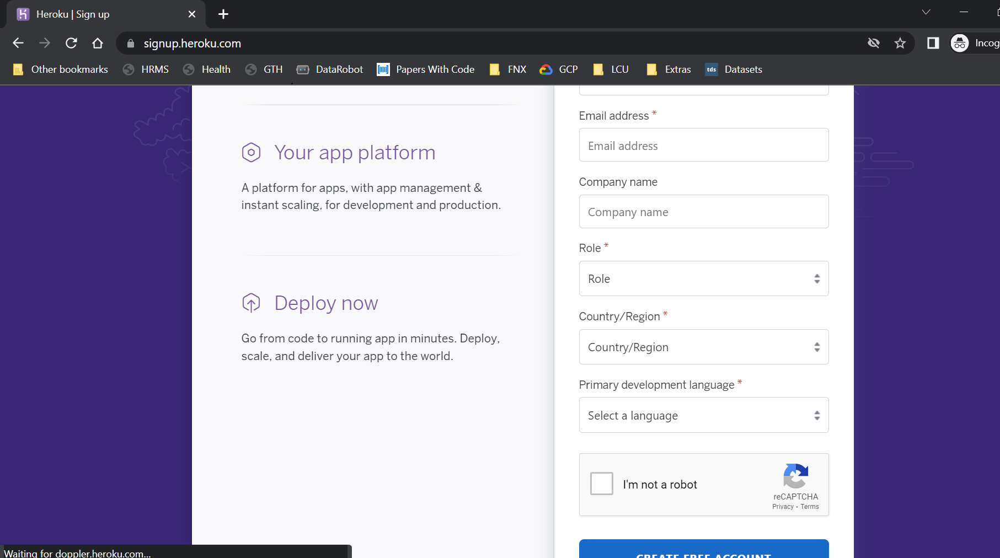 Heroku | Sign up
signup.heroku.com
Incog
Other bookmarks HRMS Health GTH DataRobot Papers With Code FNX GCP LCU Extras tds Datasets
Your app platform
A platform for apps, with app management &
instant scaling, for development and production.
Deploy now
Go from code to running app in minutes. Deploy,
scale, and deliver your app to the world.
Email address *
Email address
Company name
Company name
Role *
Role
Country/Region *
Country/Region
Primary development language *
Select a language
I'm not a robot
reCAPTCHA
Privacy - Terms
CREATE FREE ACCOUNT
Waiting for doppler.heroku.com...